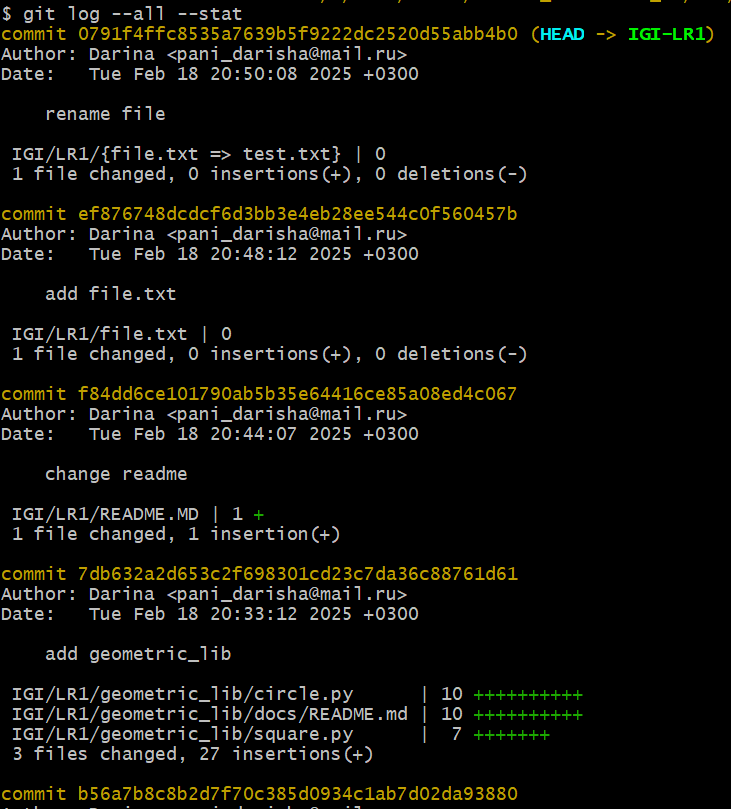 $ git log --all --stat
commit 0791f4ffc8535a7639b5f9222dc2520d55abb4b0 (HEAD -> IGI-LR1)
Author: Darina <pani_darisha@mail.ru>
Date:   Tue Feb 18 20:50:08 2025 +0300

    rename file

 IGI/LR1/{file.txt => test.txt} | 0
 1 file changed, 0 insertions(+), 0 deletions(-)

commit ef876748dcdcf6d3bb3e4eb28ee544c0f560457b
Author: Darina <pani_darisha@mail.ru>
Date:   Tue Feb 18 20:48:12 2025 +0300

    add file.txt

 IGI/LR1/file.txt | 0
 1 file changed, 0 insertions(+), 0 deletions(-)

commit f84dd6ce101790ab5b35e64416ce85a08ed4c067
Author: Darina <pani_darisha@mail.ru>
Date:   Tue Feb 18 20:44:07 2025 +0300

    change readme

 IGI/LR1/README.MD | 1 +
 1 file changed, 1 insertion(+)

commit 7db632a2d653c2f698301cd23c7da36c88761d61
Author: Darina <pani_darisha@mail.ru>
Date:   Tue Feb 18 20:33:12 2025 +0300

    add geometric_lib

 IGI/LR1/geometric_lib/circle.py      | 10 ++++++++++
 IGI/LR1/geometric_lib/docs/README.md | 10 ++++++++++
 IGI/LR1/geometric_lib/square.py      |  7 +++++++
 3 files changed, 27 insertions(+)

commit b56a7b8c8b2d7f70c385d0934c1ab7d02da93880